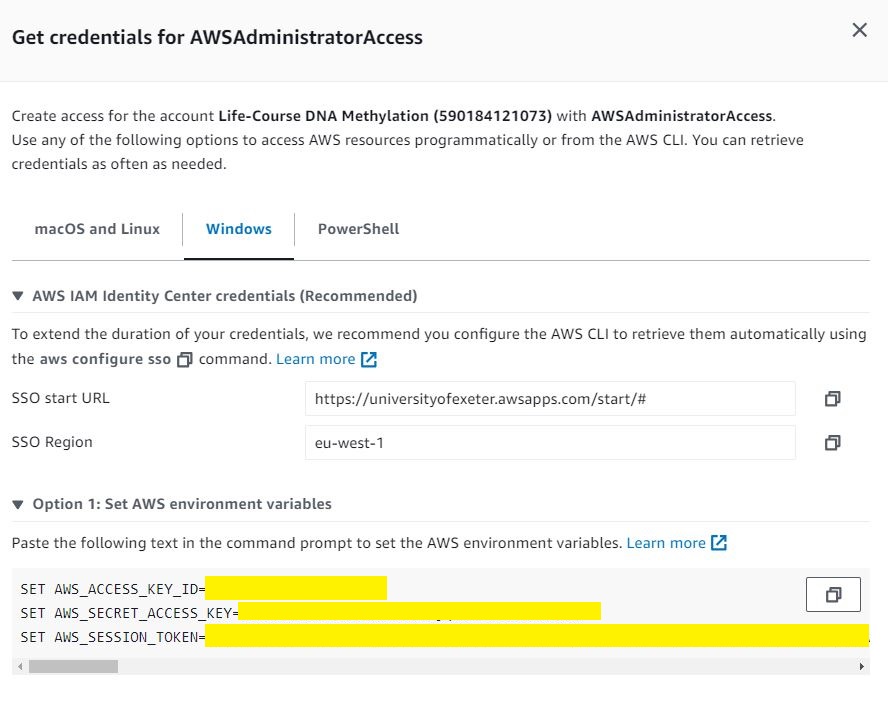 Get credentials for AWSAdministratorAccess
Create access for the account Life-Course DNA Methylation (590184121073) with AWSAdministratorAccess.
Use any of the following options to access AWS resources programmatically or from the AWS CLI. You can retrieve
credentials as often as needed.
macOS and Linux
Windows
PowerShell
AWS IAM Identity Center credentials (Recommended)
To extend the duration of your credentials, we recommend you configure the AWS CLI to retrieve them automatically using
the aws configure sso command. Learn more
SSO start URL
https://universityofexeter.awsapps.com/start/#
SSO Region
eu-west-1
Option 1: Set AWS environment variables
Paste the following text in the command prompt to set the AWS environment variables. Learn more
SET AWS_ACCESS_KEY_ID=
SET AWS_SECRET_ACCESS_KEY=
SET AWS_SESSION_TOKEN=